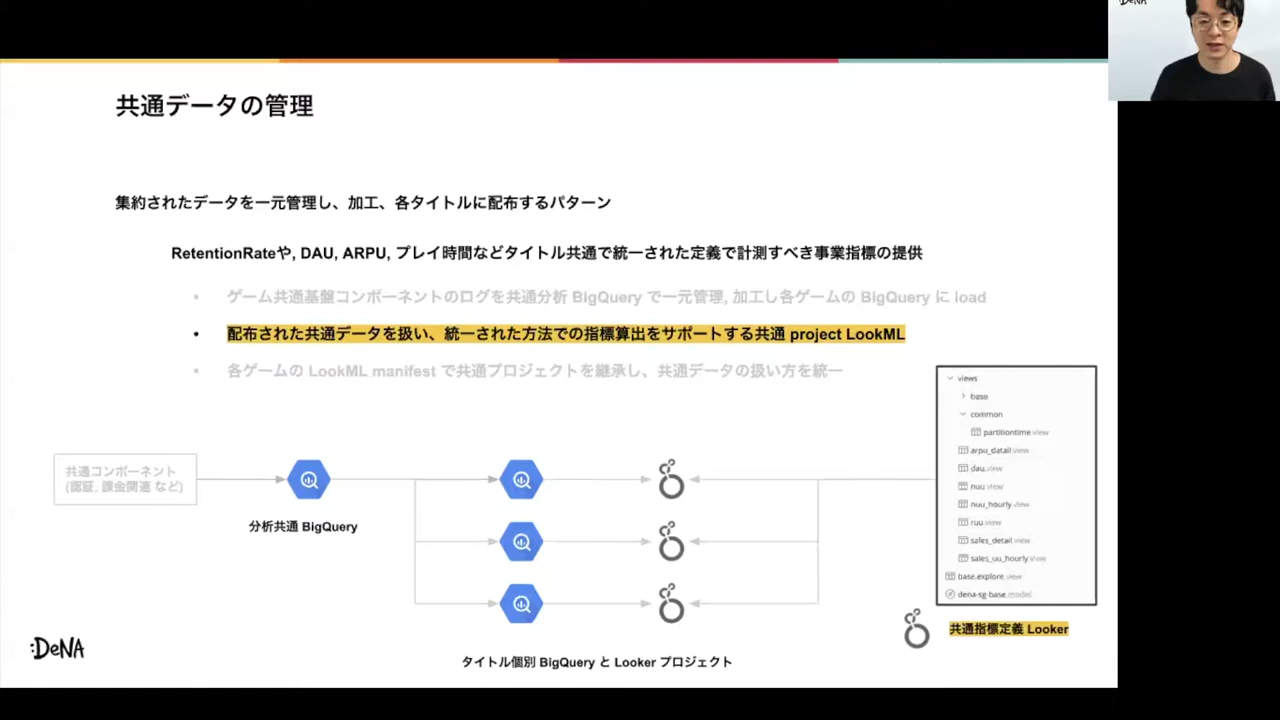 :DeNA
共通データの管理
集約されたデータを一元管理し、加工、各タイトルに配布するパターン
RetentionRateや, DAU, ARPU, プレイ時間などタイトル共通で統一された定義で計測すべき事業指標の提供
• ゲーム共通基盤コンポーネントのログを共通分析 BigQuery で一元管理, 加工し各ゲームの BigQuery に load
• 配布された共通データを扱い、統一された方法での指標算出をサポートする共通 project LookML
• 各ゲームの LookML manifest で共通プロジェクトを継承し、共通データの扱い方を統一
共通コンポーネント
(認証, 課金関連 など)
分析共通 BigQuery
タイトル個別 BigQuery と Looker プロジェクト
views
base
common
partitiontime.view
arpu_datail.view
dau.view
nuu.view
nuu_hourly.view
ruu.view
sales_detail.view
sales_uu_hourly.view
base.explore.view
dena-sg-base.model
共通指標定義 Looker
:DeNA